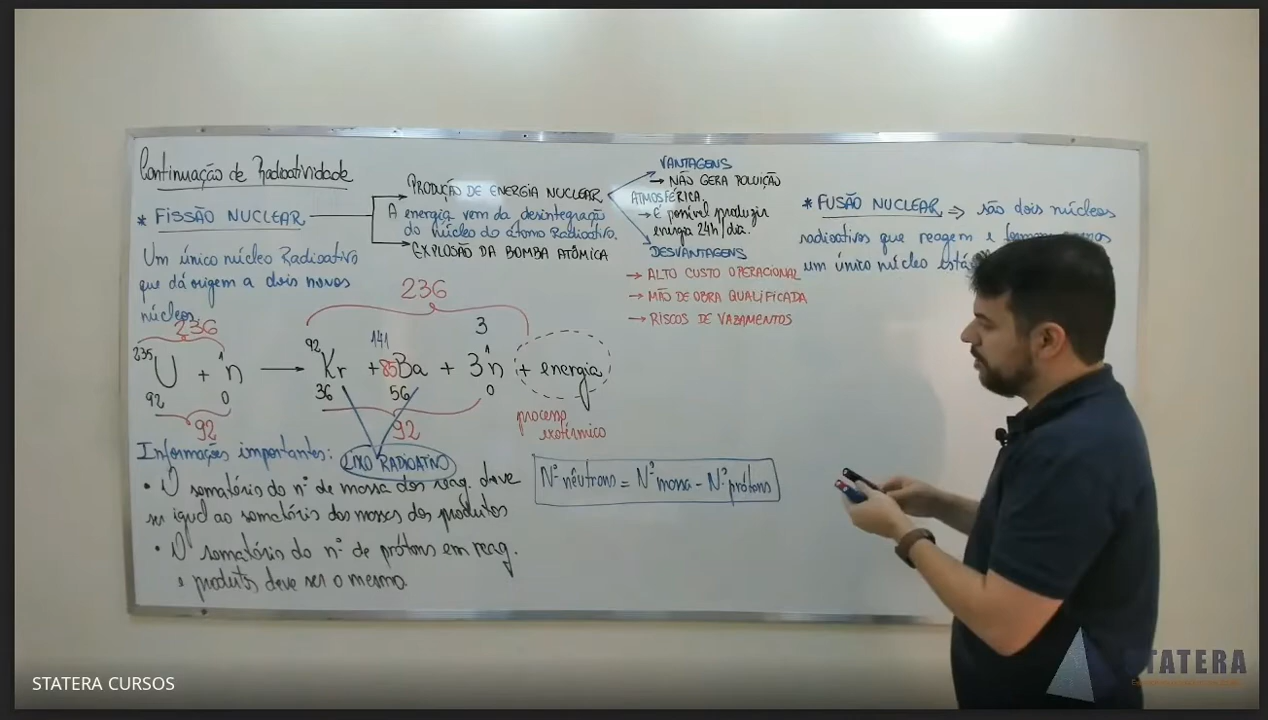 Continuação de Radioatividade
* FISSÃO NUCLEAR
Um único núcleo Radioativo
que dá origem a dois novos
núcleos
PRODUÇÃO DE ENERGIA NUCLEAR
A energia vem da desintegração
do núcleo do átomo Radioativo.
EXPLOSÃO DA BOMBA ATÔMICA
VANTAGENS
→ NÃO GERA POLUIÇÃO
ATMOSFÉRICA
→ É possível produzir
energia 24h/dia.
DESVANTAGENS
→ ALTO CUSTO OPERACIONAL
→ MÃO DE OBRA QUALIFICADA
→ RISCOS DE VAZAMENTOS
* FUSÃO NUCLEAR ⇒ são dois núcleos
radioativos que reagem e
um único núcleo
236 236
235 1 92 141 3 1
U + n → Kr + 85 Ba + 3n + energia
92 0 36 56 0
92 92
processo
exotérmico
LIXO RADIOATIVO
Informações importantes:
• O somatório do nº de massa dos reag. deve
ser igual ao somatório das massas dos produtos
• O somatório do nº de prótons em reag.
e produtos deve ser o mesmo
Nº nêutrons = Nº massa - Nº prótons
STATERA CURSOS
STATERA